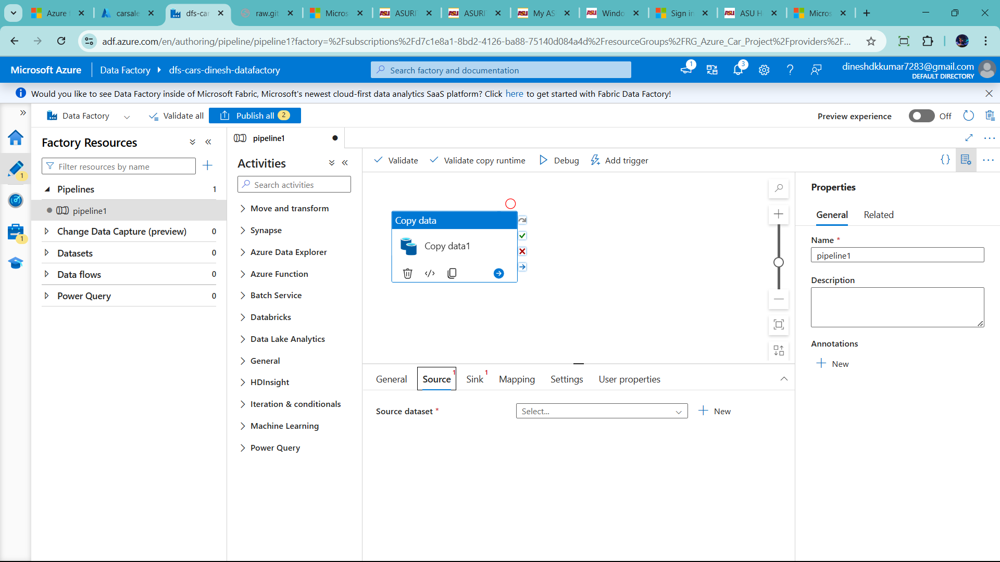 Azure
carsale
dfs-car
raw.git
Micros
ASURI
ASURI
My AS
Windo
Sign in
ASU H
Micros
adf.azure.com/en/authoring/pipeline/pipeline1?factory=%2Fsubscriptions%2Fd7c1e8a1-8bd2-4126-ba88-75140d084a4d%2FresourceGroups%2FRG_Azure_Car_Project%2Fproviders%2F...
Microsoft Azure
Data Factory
dfs-cars-dinesh-datafactory
Search factory and documentation
1
3
dineshdkkumar7283@gmail.com
DEFAULT DIRECTORY
Would you like to see Data Factory inside of Microsoft Fabric, Microsoft's newest cloud-first data analytics SaaS platform? Click here to get started with Fabric Data Factory!
Data Factory
Validate all
Publish all 2
Preview experience
Off
1
1
Factory Resources
Filter resources by name
Pipelines 1
pipeline1
Change Data Capture (preview) 0
Datasets 0
Data flows 0
Power Query 0
pipeline1
Activities
Search activities
Move and transform
Synapse
Azure Data Explorer
Azure Function
Batch Service
Databricks
Data Lake Analytics
General
HDInsight
Iteration & conditionals
Machine Learning
Power Query
Validate
Validate copy runtime
Debug
Add trigger
Copy data
Copy data1
General
Source 1
Sink 1
Mapping
Settings
User properties
Source dataset *
Select...
New
Properties
General
Related
Name *
pipeline1
Description
Annotations
New